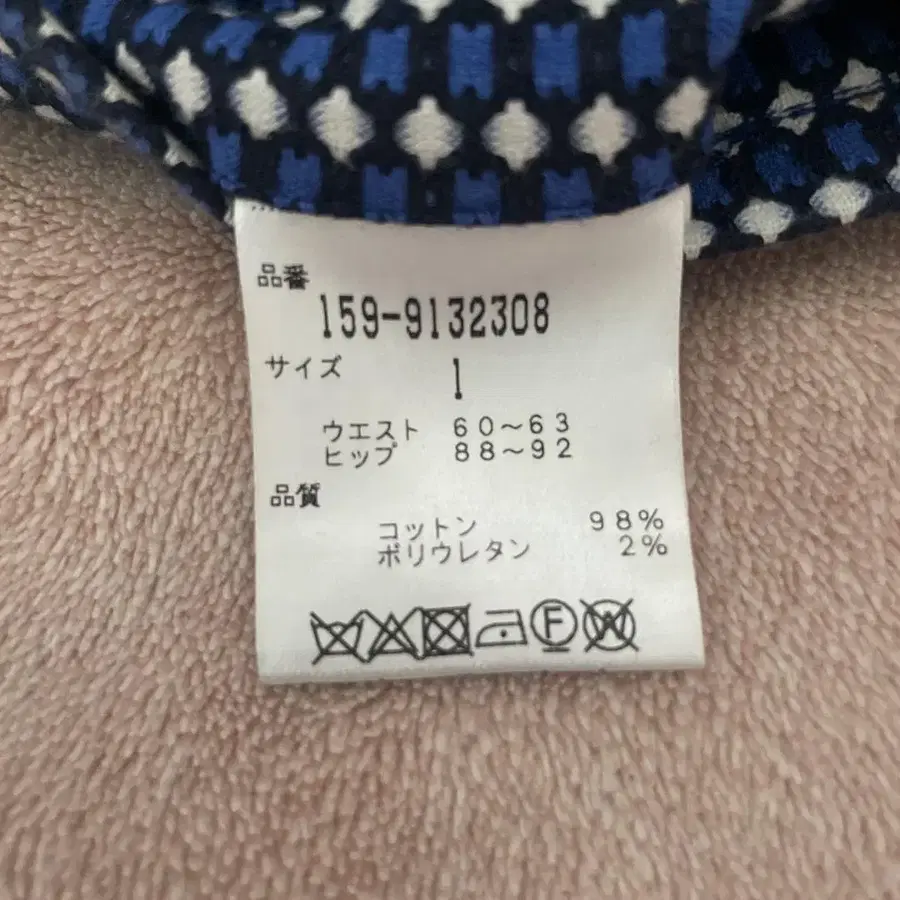 品番
159-9132308
サイズ 1
ウエスト 60~63
ヒップ 88~92
品質
コットン 98%
ポリウレタン 2%
F W